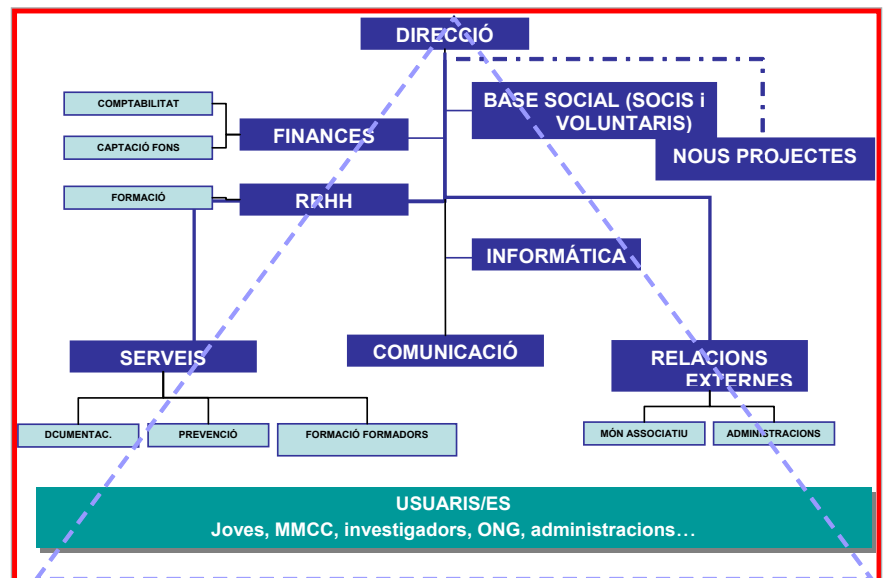 DIRECCIÓ
COMPTABILITAT
BASE SOCIAL (SOCIS i
VOLUNTARIS)
FINANCES
CAPTACIÓ FONS
NOUS PROJECTES
FORMACIÓ
RRHH
INFORMÁTICA
SERVEIS
COMUNICACIÓ
RELACIONS
EXTERNES
DCUMENTAC.
PREVENCIÓ
FORMACIÓ FORMADORS
MÓN ASSOCIATIU
ADMINISTRACIONS
USUARIS/ES
Joves, MMCC, investigadors, ONG, administracions…